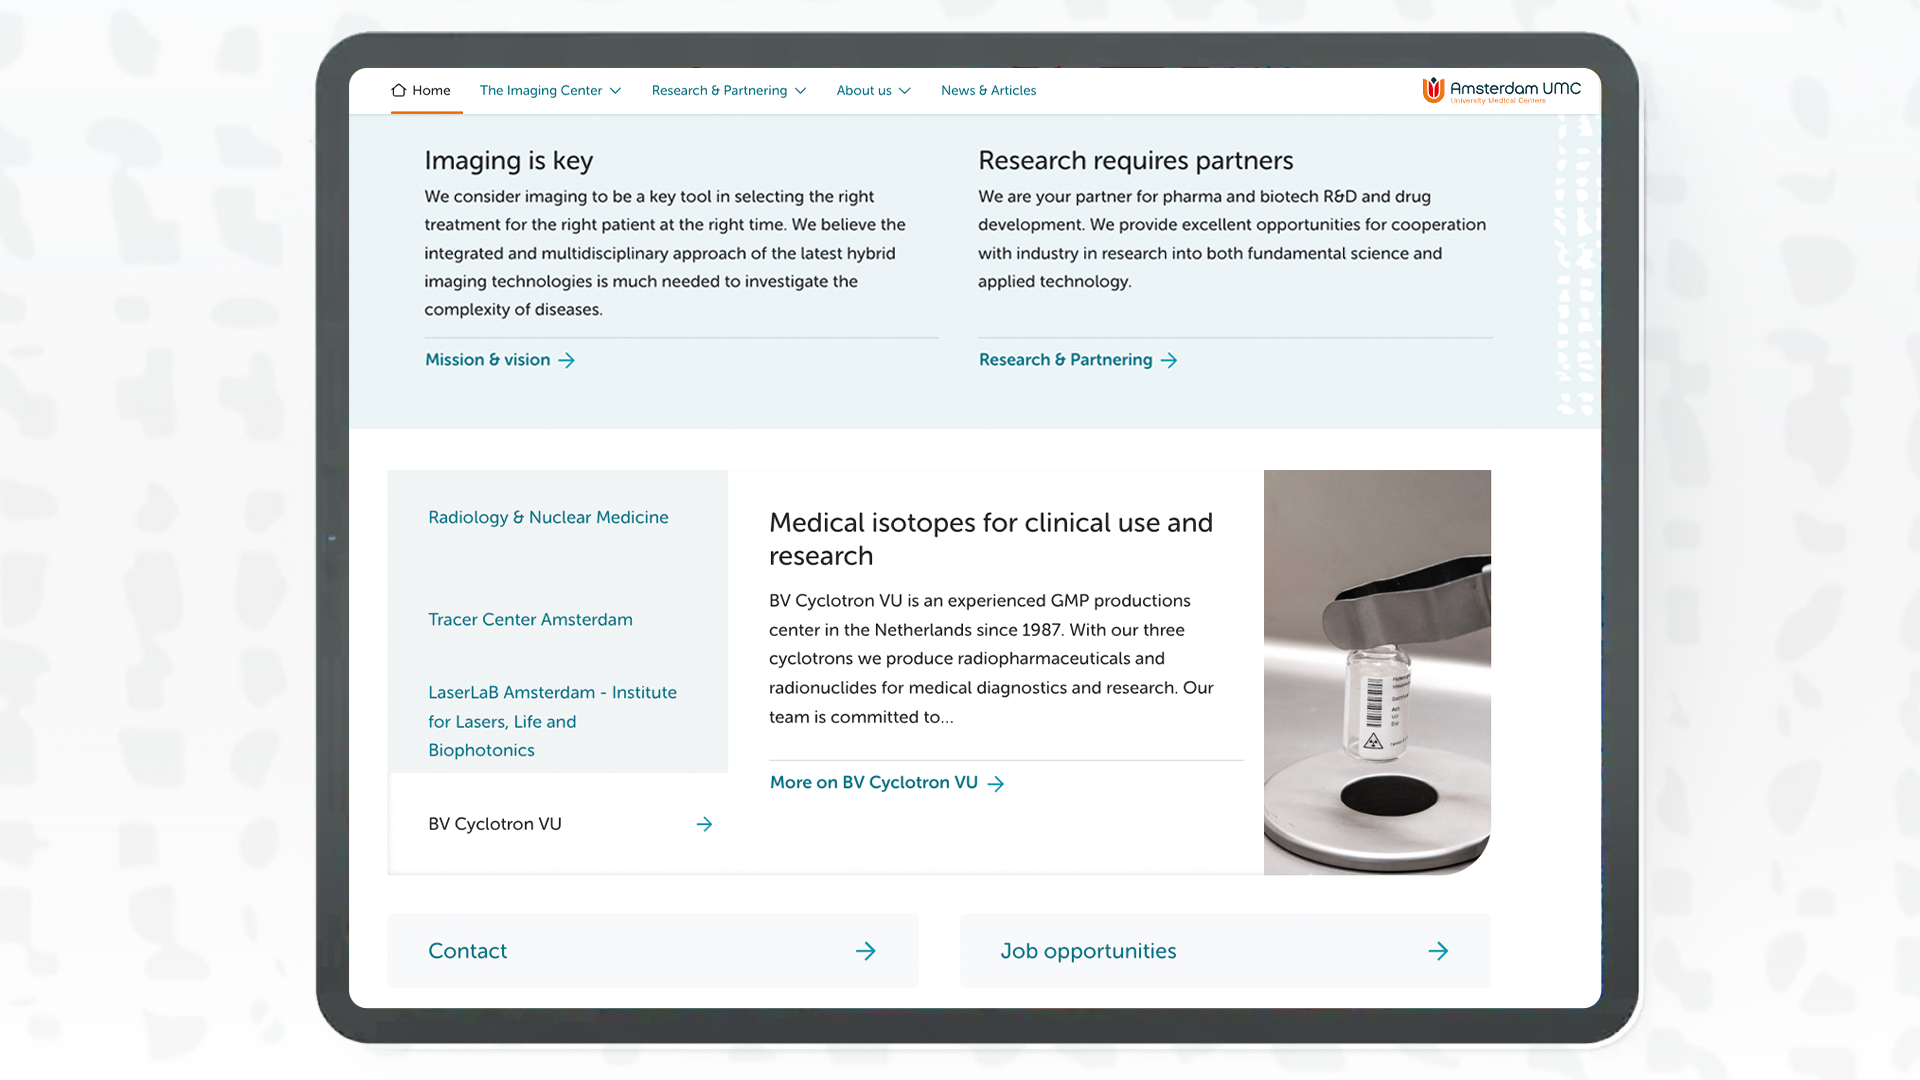 Home
The Imaging Center
Research & Partnering
About us
News & Articles
Amsterdam UMC
University Medical Centers
Imaging is key
We consider imaging to be a key tool in selecting the right
treatment for the right patient at the right time. We believe the
integrated and multidisciplinary approach of the latest hybrid
imaging technologies is much needed to investigate the
complexity of diseases.
Mission & vision
Research requires partners
We are your partner for pharma and biotech R&D and drug
development. We provide excellent opportunities for cooperation
with industry in research into both fundamental science and
applied technology.
Research & Partnering
Radiology & Nuclear Medicine
Tracer Center Amsterdam
LaserLaB Amsterdam - Institute
for Lasers, Life and
Biophotonics
BV Cyclotron VU
Medical isotopes for clinical use and
research
BV Cyclotron VU is an experienced GMP productions
center in the Netherlands since 1987. With our three
cyclotrons we produce radiopharmaceuticals and
radionuclides for medical diagnostics and research. Our
team is committed to...
More on BV Cyclotron VU
Contact
Job opportunities